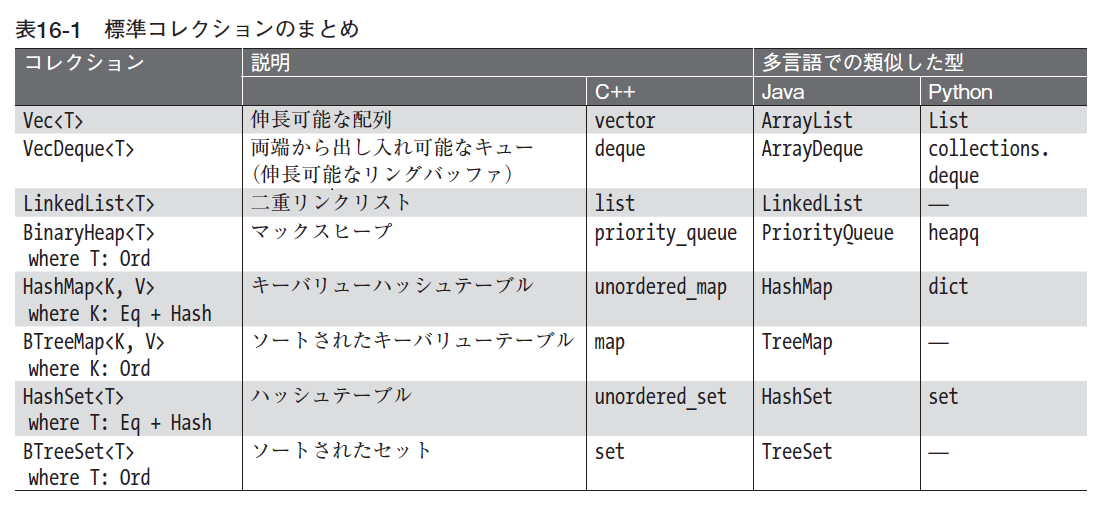 表16-1　標準コレクションのまとめ
コレクション 説明 多言語での類似した型
C++ Java Python
Vec<T> 伸長可能な配列 vector ArrayList List
VecDeque<T> 両端から出し入れ可能なキュー deque ArrayDeque collections.
（伸長可能なリングバッファ） deque
LinkedList<T> 二重リンクリスト list LinkedList —
BinaryHeap<T> マックスヒープ priority_queue PriorityQueue heapq
where T: Ord
HashMap<K, V> キーバリューハッシュテーブル unordered_map HashMap dict
where K: Eq + Hash
BTreeMap<K, V> ソートされたキーバリューテーブル map TreeMap —
where K: Ord
HashSet<T> ハッシュテーブル unordered_set HashSet set
where T: Eq + Hash
BTreeSet<T> ソートされたセット set TreeSet —
where T: Ord